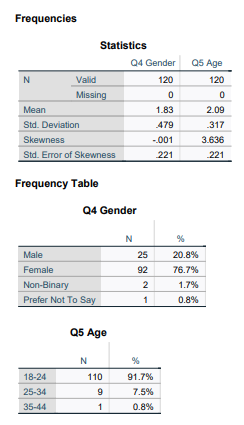 Frequencies
Statistics
Q4 Gender Q5 Age
N Valid 120 120
Missing 0 0
Mean 1.83 2.09
Std. Deviation .479 .317
Skewness -.001 3.636
Std. Error of Skewness .221 .221
Frequency Table
Q4 Gender
N %
Male 25 20.8%
Female 92 76.7%
Non-Binary 2 1.7%
Prefer Not To Say 1 0.8%
Q5 Age
N %
18-24 110 91.7%
25-34 9 7.5%
35-44 1 0.8%